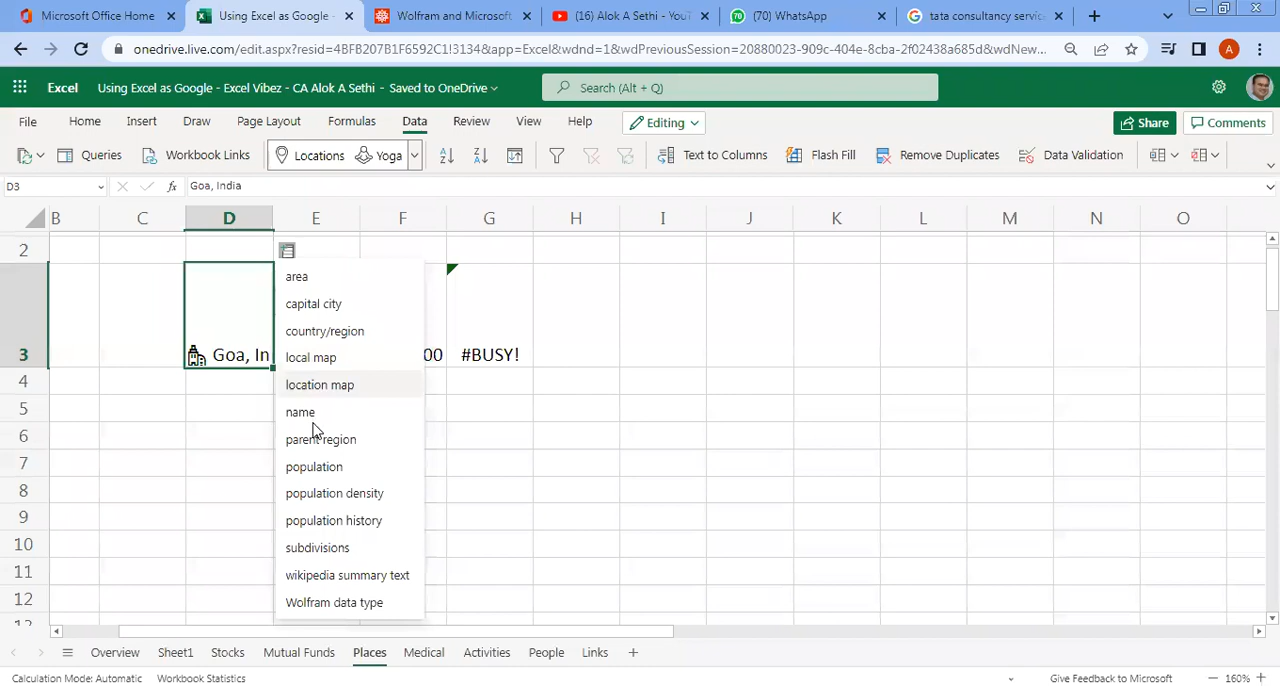 Microsoft Office Home
Using Excel as Google
Wolfram and Microsoft
(16) Alok A Sethi - YouT
(70) WhatsApp
tata consultancy servic
onedrive.live.com/edit.aspx?resid=4BFB207B1F6592C1!3134&app=Excel&wdnd=1&wdPreviousSession=20880023-909c-404e-8cba-2f02438a685d&wdNew...
A
Excel Using Excel as Google - Excel Vibez - CA Alok A Sethi - Saved to OneDrive
Search (Alt + Q)
File Home Insert Draw Page Layout Formulas Data Review View Help Editing Share Comments
Queries Workbook Links Locations Yoga Text to Columns Flash Fill Remove Duplicates Data Validation
D3 fx Goa, India
B C D E F G H I J K L M N O
2
area
capital city
country/region
local map
3 Goa, In 00 #BUSY!
4 location map
5 name
6 parent region
7 population
8 population density
9 population history
10 subdivisions
11 wikipedia summary text
12 Wolfram data type
Overview Sheet1 Stocks Mutual Funds Places Medical Activities People Links
Calculation Mode: Automatic Workbook Statistics Give Feedback to Microsoft 160%